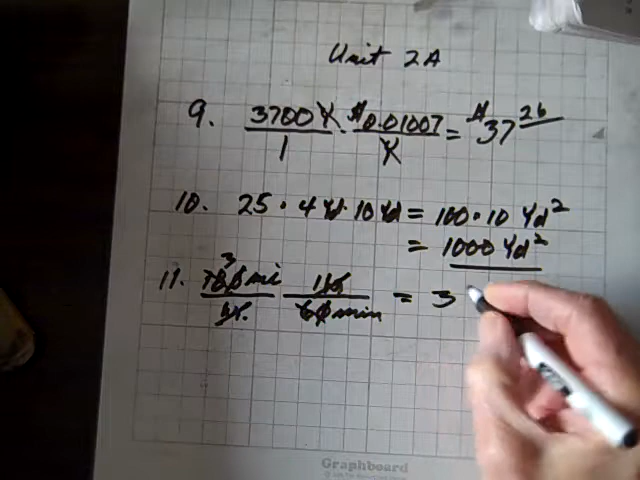 Unit 2A
9. 3700 ¥/1 · $0.01007/¥ = $37 26
10. 25 · 4 yd · 10 yd = 100 · 10 yd²
= 1000 yd²
11. 3 180 mi/hr. 1 hr/60 min = 3
Graphboard